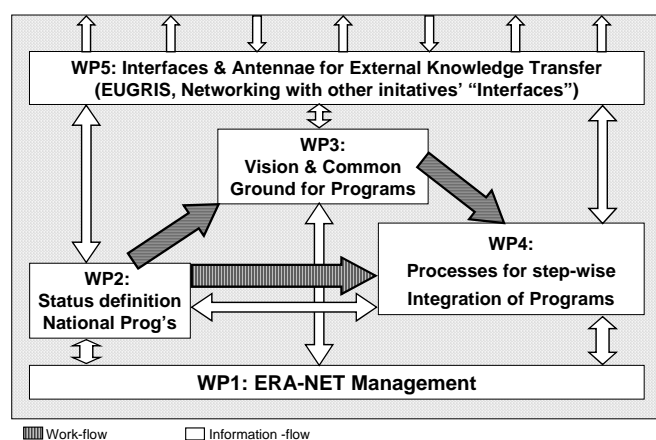 WP5: Interfaces & Antennae for External Knowledge Transfer
(EUGRIS, Networking with other initatives’ “Interfaces”)
WP3:
Vision & Common
Ground for Programs
WP4:
Processes for step-wise
Integration of Programs
WP2:
Status definition
National Prog’s
WP1: ERA-NET Management
Work-flow
Information -flow